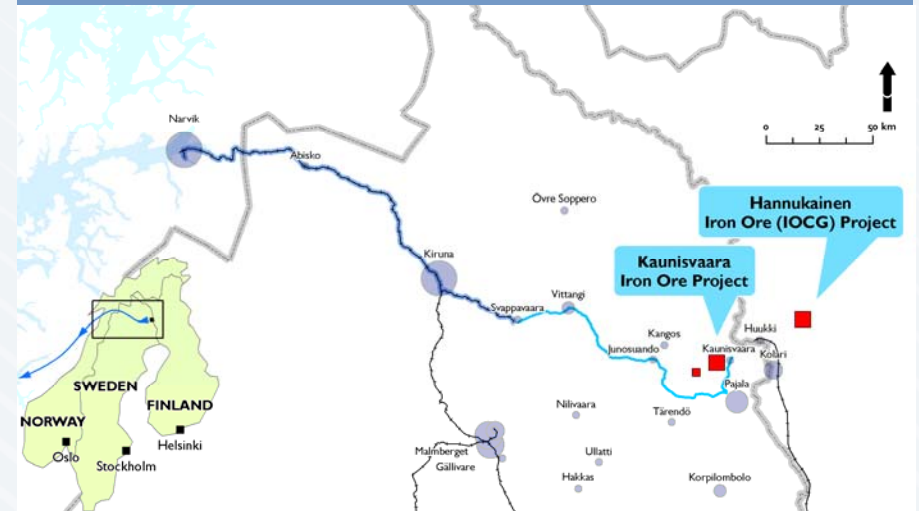 Narvik
Abisko
0 25 50 km
Övre Soppero
Hannukainen
Iron Ore (IOCG) Project
Kiruna
Kaunisvaara
Iron Ore Project
Svappavaara
Vittangi
Kangos
Huukki
Junosuando
Kaunisvaara
Kolari
Pajala
SWEDEN
FINLAND
NORWAY
Helsinki
Oslo
Stockholm
Nilivaara
Tärendö
Malmberget
Gällivare
Ullatti
Hakkas
Korpilombolo